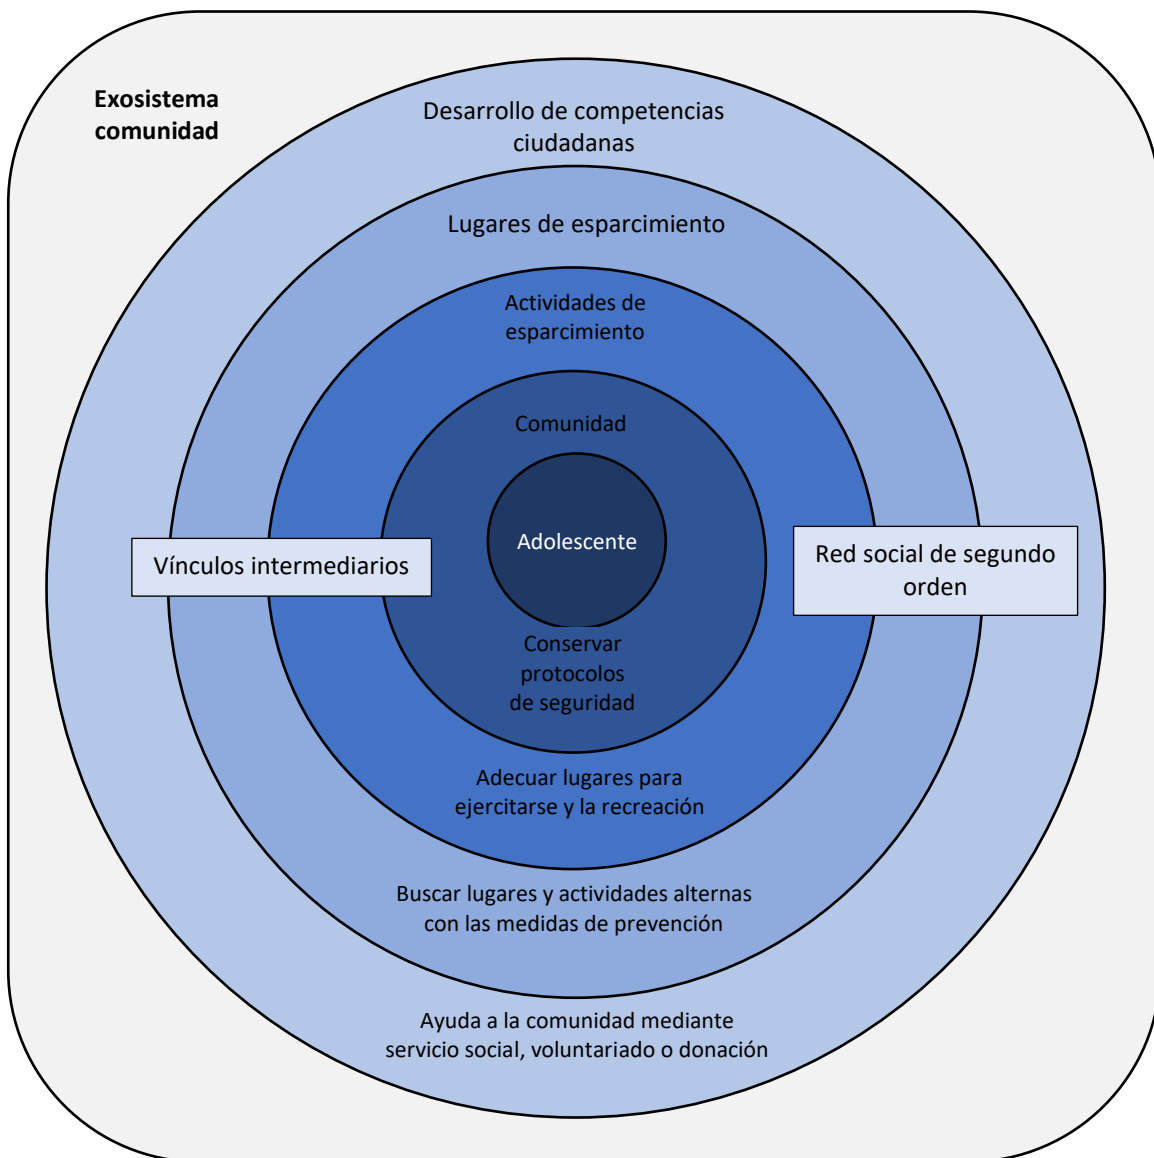 Exosistema
comunidad
Desarrollo de competencias
ciudadanas
Lugares de esparcimiento
Actividades de
esparcimiento
Comunidad
Adolescente
Vínculos intermediarios
Red social de segundo
orden
Conservar
protocolos
de seguridad
Adecuar lugares para
ejercitarse y la recreación
Buscar lugares y actividades alternas
con las medidas de prevención
Ayuda a la comunidad mediante
servicio social, voluntariado o donación